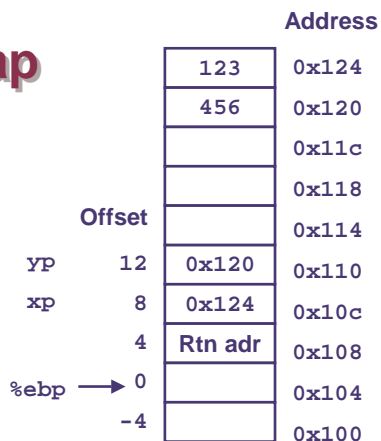 Address
ap
123 0x124
456 0x120
0x11c
0x118
Offset 0x114
yp 12 0x120 0x110
xp 8 0x124 0x10c
4 Rtn adr 0x108
%ebp 0 0x104
-4 0x100